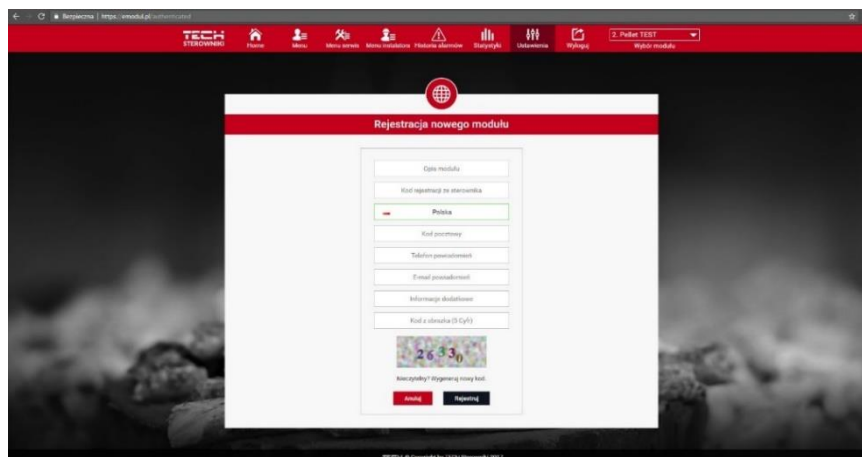 Bezpieczna | https://emodul.pl/authenticated
TECH
STEROWNIKI
Home
Menu
Menu serwis
Menu instalatora
Historia alarmów
Statystyki
Ustawienia
Wyloguj
2. Pellet TEST
Wybór modułu
Rejestracja nowego modułu
Opis modułu
Kod rejestracji ze sterownika
Polska
Kod pocztowy
Telefon powiadomień
E-mail powiadomień
Informacje dodatkowe
Kod z obrazka (5 Cyfr)
26330
Nieczytelny? Wygeneruj nowy kod.
Anuluj
Rejestruj